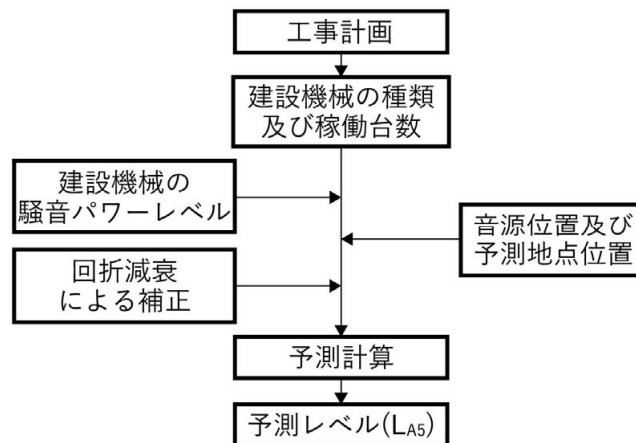 工事計画
建設機械の種類
及び稼働台数
建設機械の
騒音パワーレベル
音源位置及び
予測地点位置
回折減衰
による補正
予測計算
予測レベル(LA5)